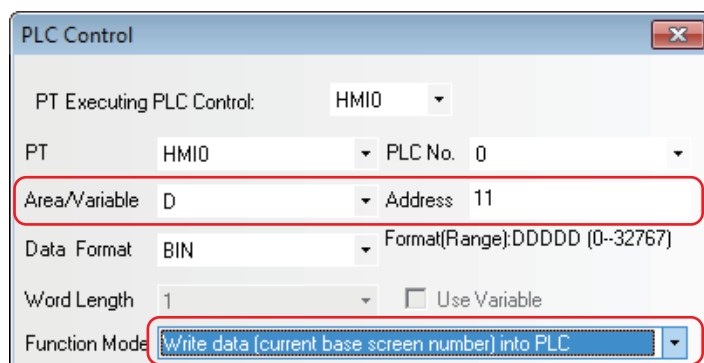 PLC Control
PT Executing PLC Control: HMI0
PT HMI0 PLC No. 0
Area/Variable D Address 11
Data Format BIN Format(Range):DDDDD (0--32767)
Word Length 1 Use Variable
Function Mode Write data (current base screen number) into PLC